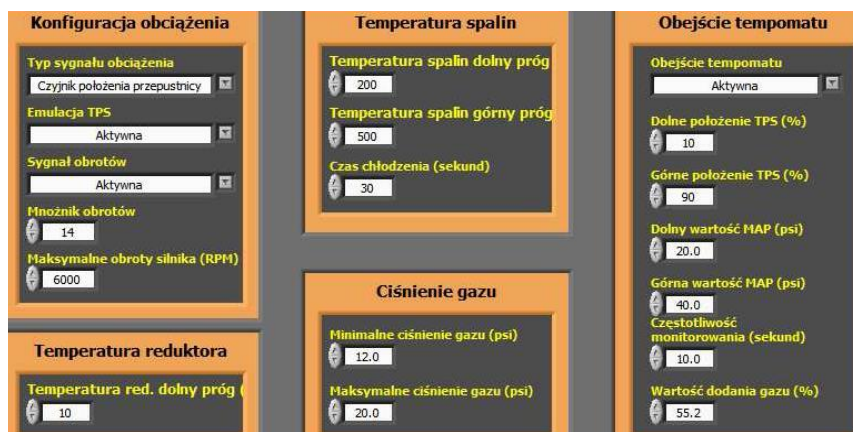 Konfiguracja obciążenia
Typ sygnału obciążenia
Czyjnik położenia przepustnicy
Emulacja TPS
Aktywna
Sygnał obrotów
Aktywna
Mnożnik obrotów
14
Maksymalne obroty silnika (RPM)
6000
Temperatura reduktora
Temperatura red. dolny próg (
10
Temperatura spalin
Temperatura spalin dolny próg
200
Temperatura spalin górny próg
500
Czas chłodzenia (sekund)
30
Ciśnienie gazu
Minimalne ciśnienie gazu (psi)
12.0
Maksymalne ciśnienie gazu (psi)
20.0
Obejście tempomatu
Obejście tempomatu
Aktywna
Dolne położenie TPS (%)
10
Górne położenie TPS (%)
90
Dolny wartość MAP (psi)
20.0
Górna wartość MAP (psi)
40.0
Częstotliwość
monitorowania (sekund)
10.0
Wartość dodania gazu (%)
55.2